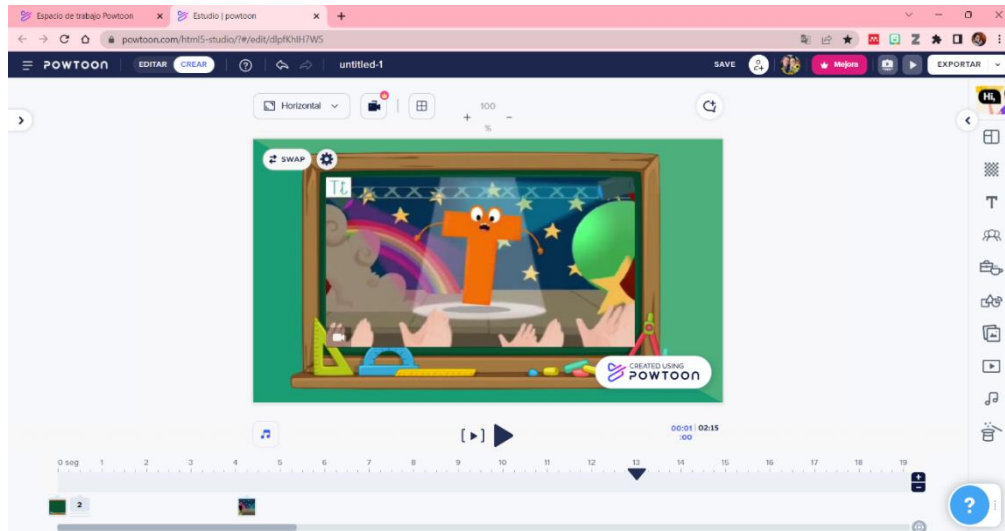 Espacio de trabajo Powtoon
Estudio | powtoon
powtoon.com/html5-studio/?#/edit/dlpfKhIH7WS
POWTOON
EDITAR
CREAR
untitled-1
SAVE
Mejora
EXPORTAR
Horizontal
100
+ -
%
Hi,
SWAP
Tt
T
CREATED USING
POWTOON
00:01 02:15
:00
0 seg 1 2 3 4 5 6 7 8 9 10 11 12 13 14 15 16 17 18 19
2
?